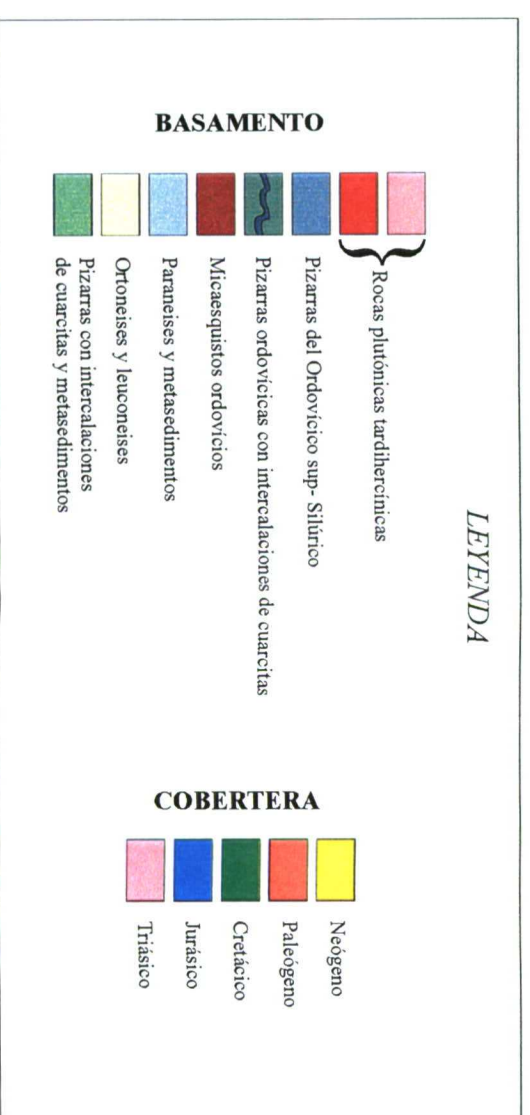 LEYENDA
BASAMENTO
Rocas plutónicas tardihercínicas
Pizarras del Ordovícico sup- Silúrico
Pizarras ordovícicas con intercalaciones de cuarcitas
Micaesquistos ordovícios
Paraneises y metasedimentos
Ortoneises y leuconeises
Pizarras con intercalaciones
de cuarcitas y metasedimentos
COBERTERA
Neógeno
Paleógeno
Cretácico
Jurásico
Triásico